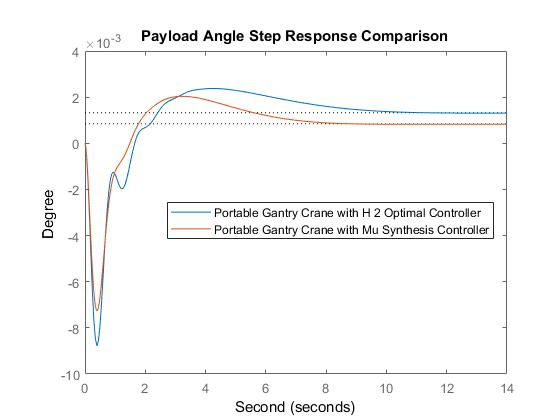 Payload Angle Step Response Comparison
×10⁻³
4
2
0
-2
-4
-6
-8
-10
Degree
Portable Gantry Crane with H 2 Optimal Controller
Portable Gantry Crane with Mu Synthesis Controller
0 2 4 6 8 10 12 14
Second (seconds)